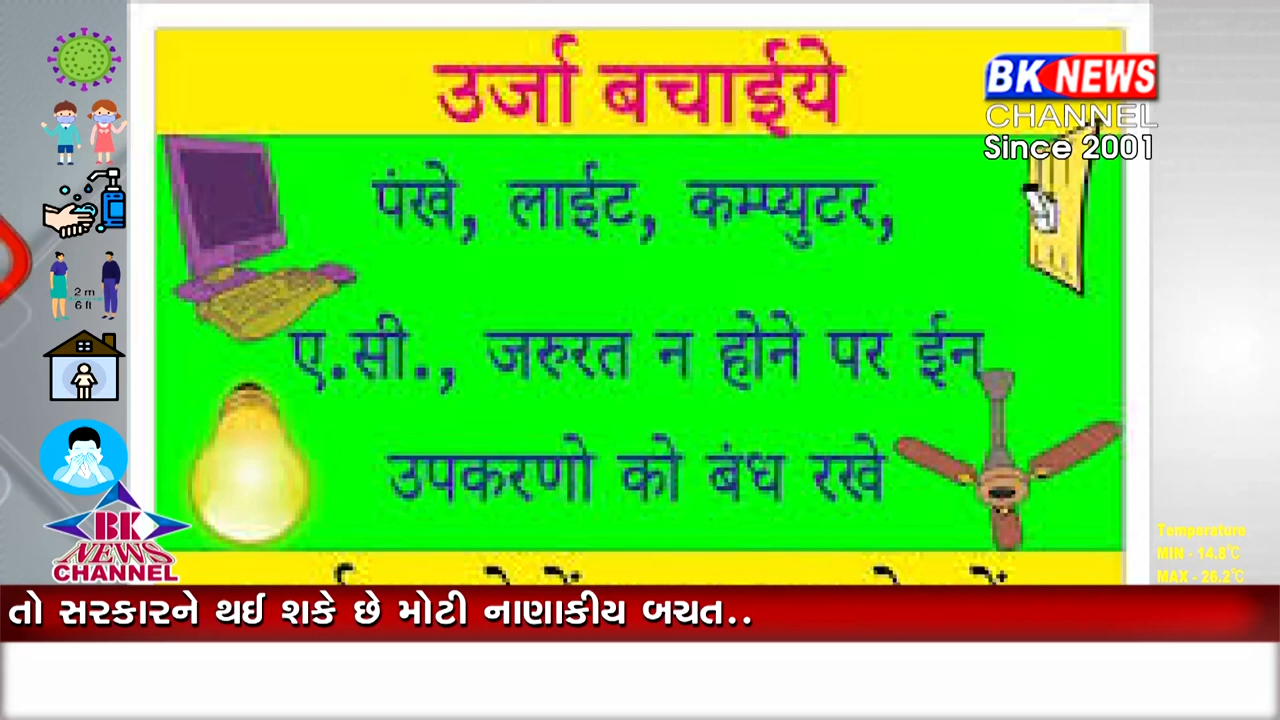 उर्जा बचाईये
BK NEWS
CHANNEL
Since 2001
पंखे, लाईट, कम्प्युटर,
2 m
6 ft
ए.सी., जरुरत न होने पर ईन
उपकरणो को बंध रखे
BK
NEWS
CHANNEL
Temperature
MIN - 14.8°C
MAX - 26.2°C
તો સરકારને થઈ શકે છે મોટી નાણાકીય બચત..